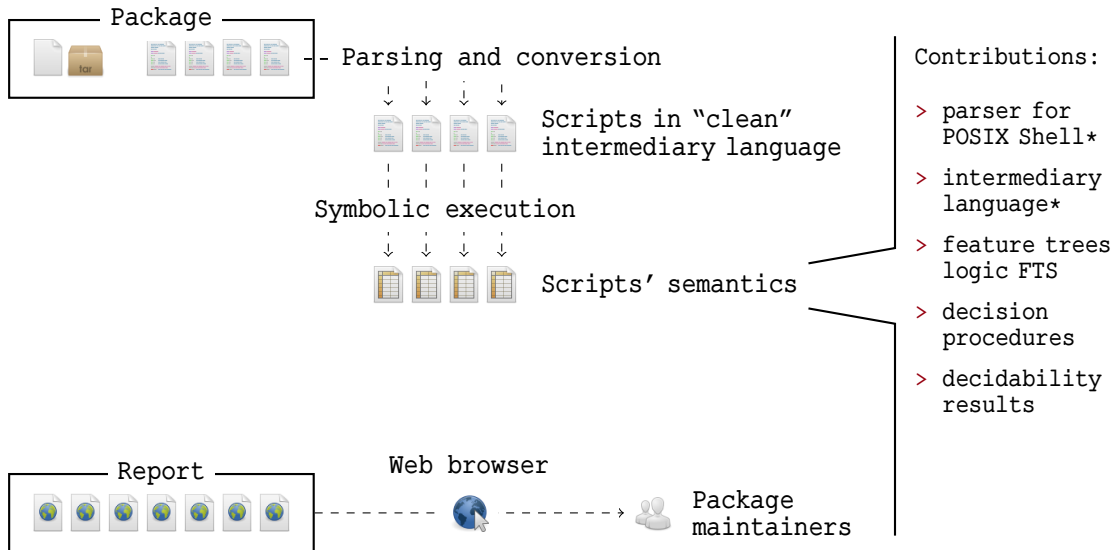 Package
tar
Parsing and conversion
Scripts in “clean”
intermediary language
Symbolic execution
Scripts’ semantics
Report
Web browser
Package
maintainers
Contributions:
> parser for
POSIX Shell*
> intermediary
language*
> feature trees
logic FTS
> decision
procedures
> decidability
results